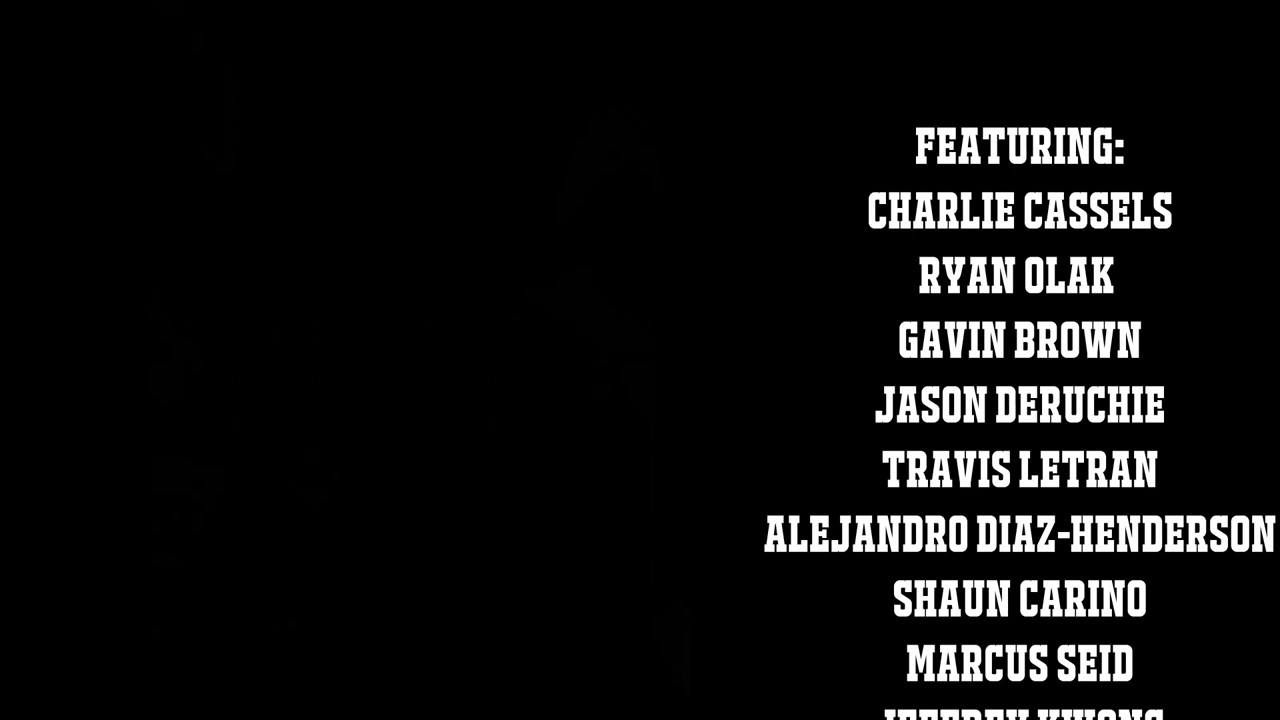 FEATURING:
CHARLIE CASSELS
RYAN OLAK
GAVIN BROWN
JASON DERUCHIE
TRAVIS LETRAN
ALEJANDRO DIAZ-HENDERSON
SHAUN CARINO
MARCUS SEID